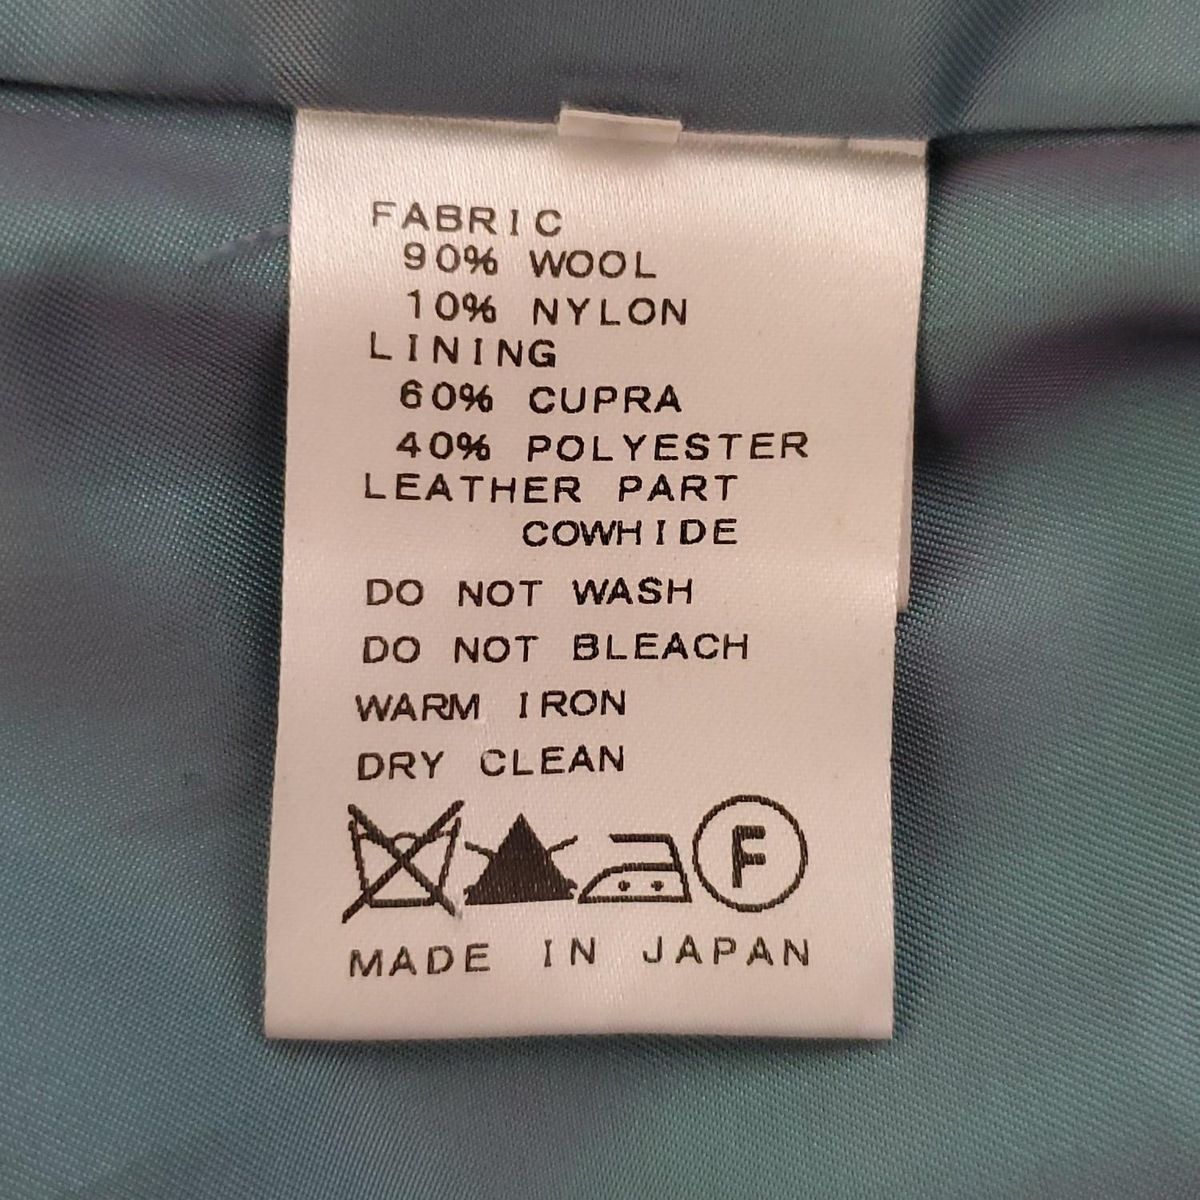 FABRIC
90% WOOL
10% NYLON
LINING
60% CUPRA
40% POLYESTER
LEATHER PART
COWHIDE
DO NOT WASH
DO NOT BLEACH
WARM IRON
DRY CLEAN
F
MADE IN JAPAN